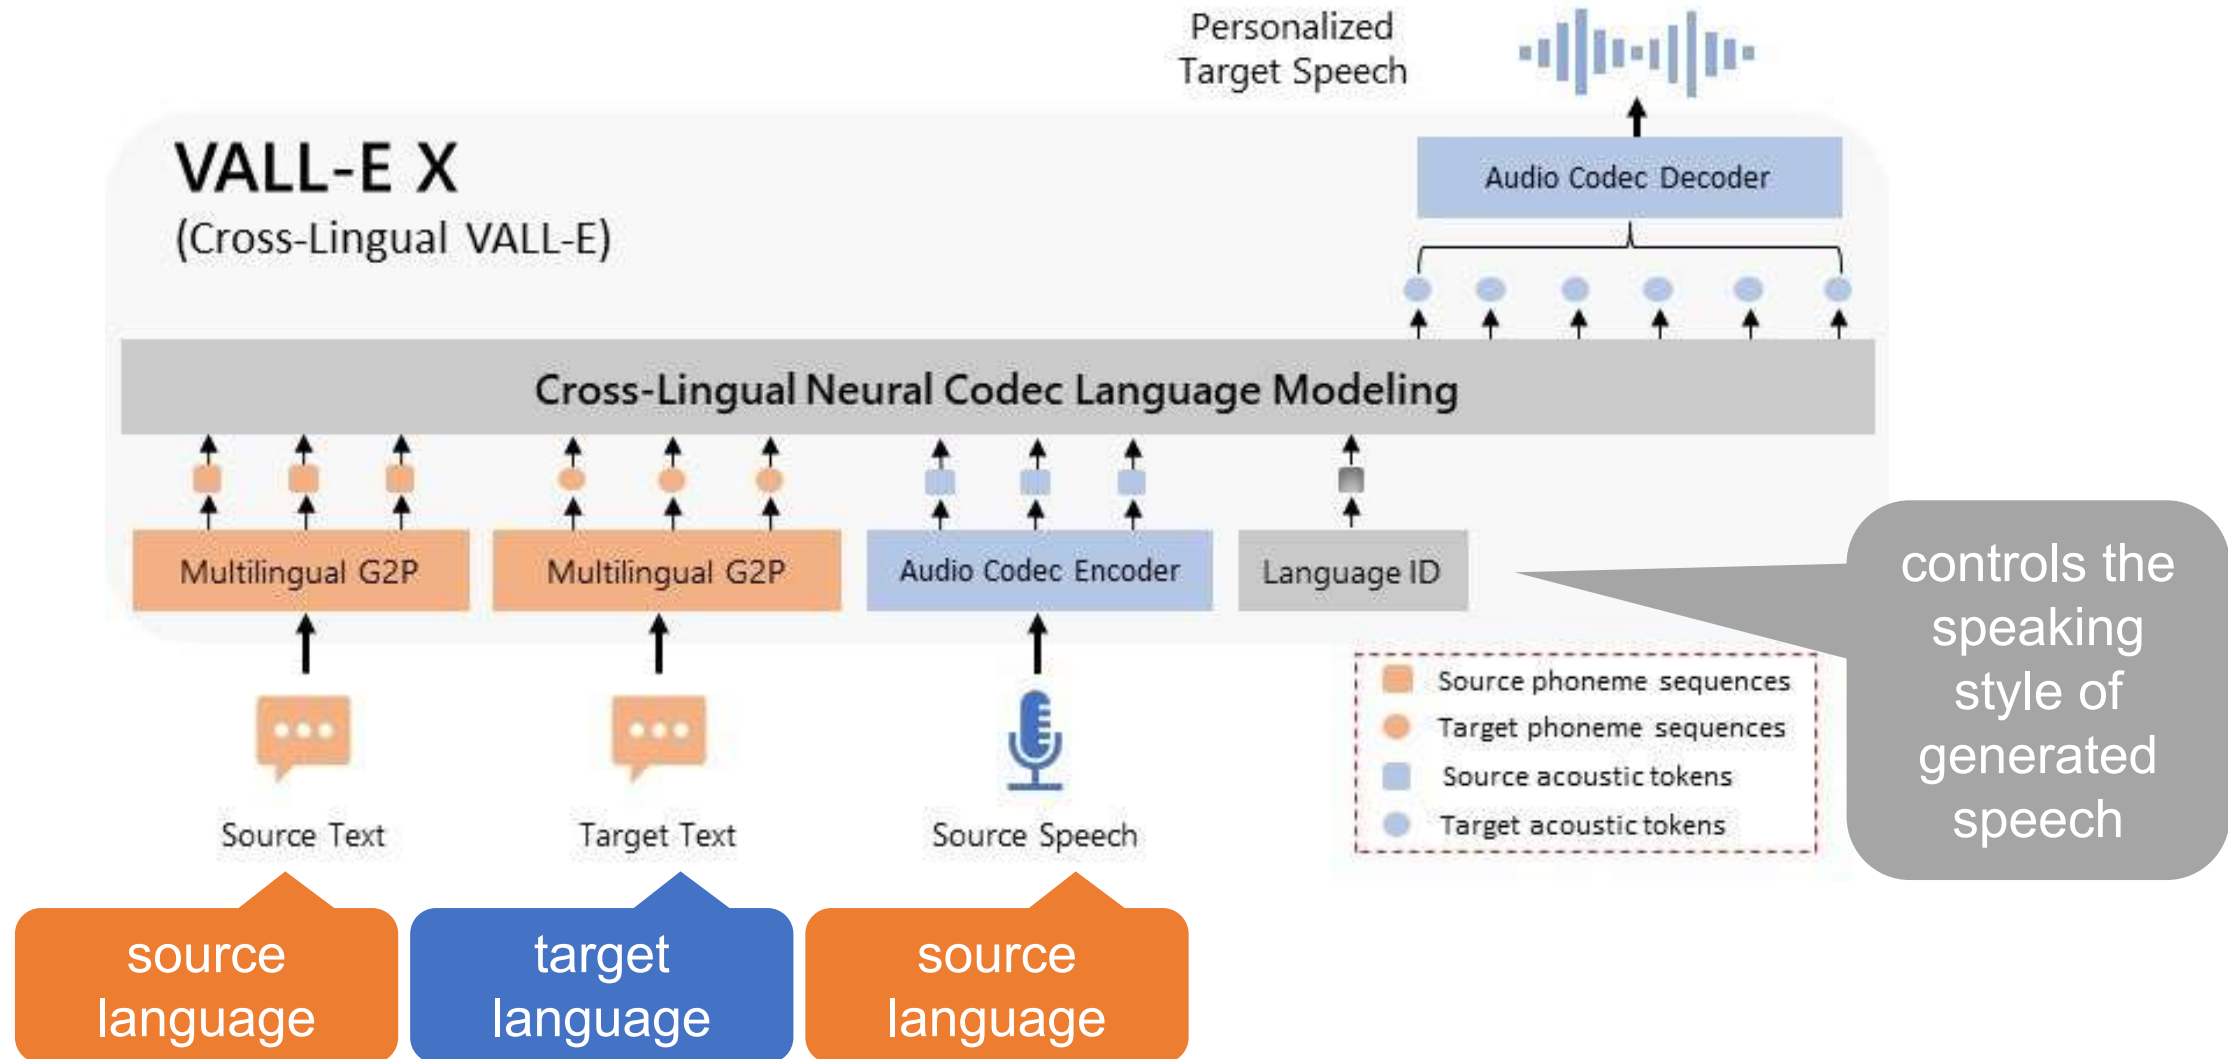 Personalized
Target Speech
VALL-E X
(Cross-Lingual VALL-E)
Audio Codec Decoder
Cross-Lingual Neural Codec Language Modeling
Multilingual G2P
Multilingual G2P
Audio Codec Encoder
Language ID
controls the
speaking
style of
generated
speech
Source phoneme sequences
Target phoneme sequences
Source acoustic tokens
Target acoustic tokens
Source Text
Target Text
Source Speech
source
language
target
language
source
language